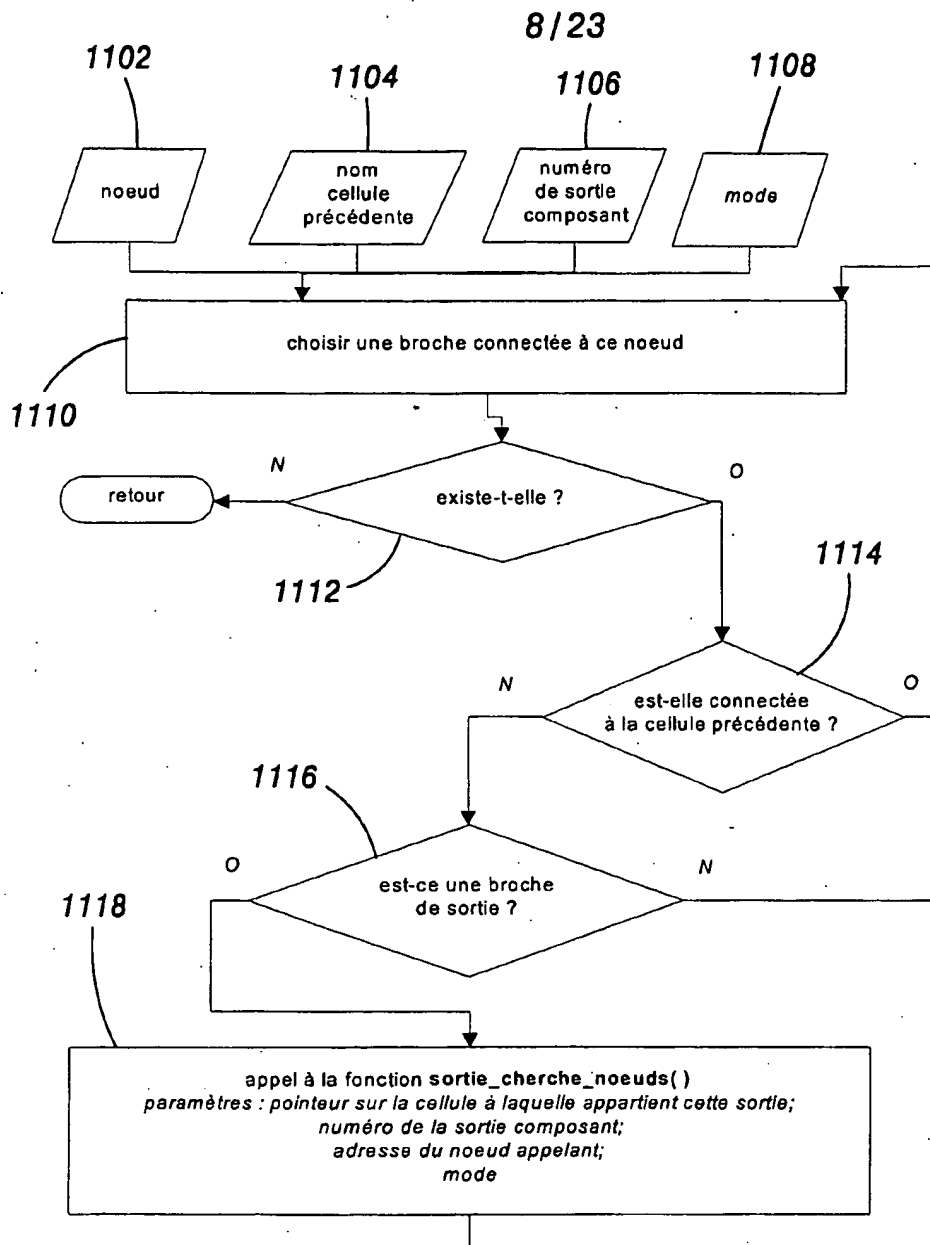 8/23
1102
1104
1106
1108
noeud
nom
cellule
précédente
numéro
de sortie
composant
mode
choisir une broche connectée à ce noeud
1110
N
O
retour
existe-t-elle ?
1112
1114
N
O
est-elle connectée
à la cellule précédente ?
1116
O
N
est-ce une broche
de sortie ?
1118
appel à la fonction sortie_cherche_noeuds( )
paramètres : pointeur sur la cellule à laquelle appartient cette sortie;
numéro de la sortie composant;
adresse du noeud appelant;
mode